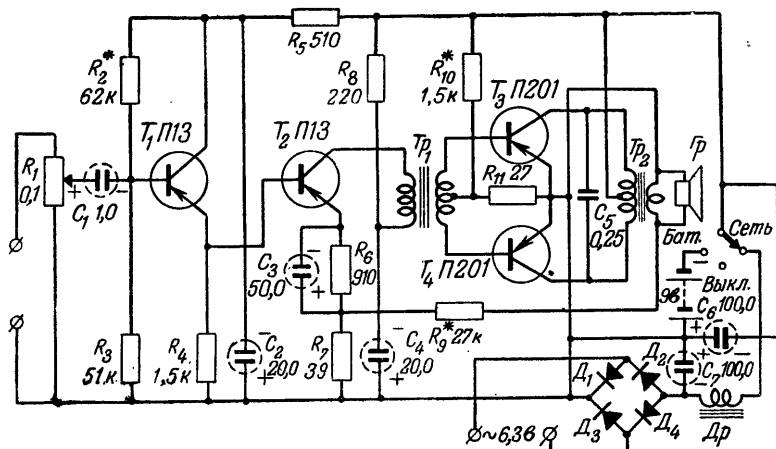 R5 510
R2*
62к
R8
220
R10*
1,5к
T3 П201
T1 П13
T2 П13
Тр1
Тр2
Гр
R1
0,1
+ −
C1 1,0
R11 27
C5
0,25
Сеть
Бат.
T4 П201
−
C3
50,0
+
R6
910
−
9в
+
Выкл.
C6
100,0
+ −
R9* 27к
R3
51к
R4
1,5к
−
C2
20,0
+
R7
39
−
C4
20,0
+
Д1
Д2
+
C7
100,0
−
Д3
Д4
Др
~6,3в